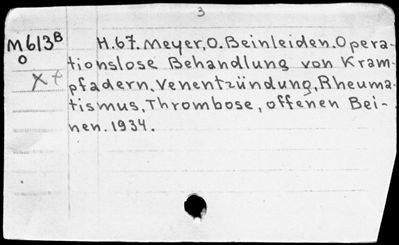 3
M613B H.67. Meyer, O. Beinleiden. Opera-
O tionslose Behandlung von Kram-
X t pfadern, Venentzündung, Rheuma-
tismus, Thrombose, offenen Bei-
nen. 1934.